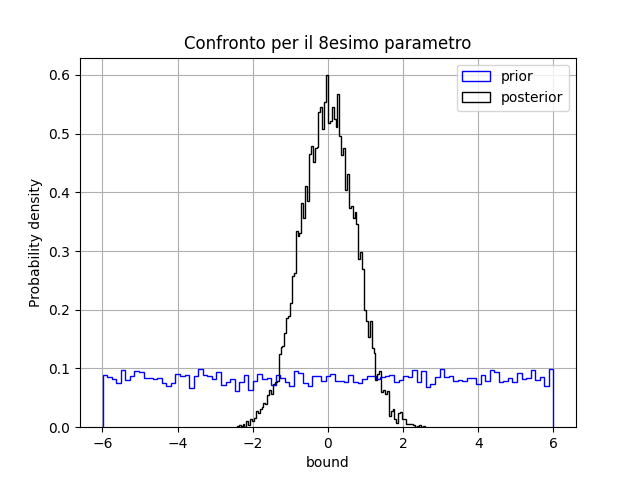 Confronto per il 8esimo parametro
prior
posterior
Probability density
0.6
0.5
0.4
0.3
0.2
0.1
0.0
−6
−4
−2
0
2
4
6
bound